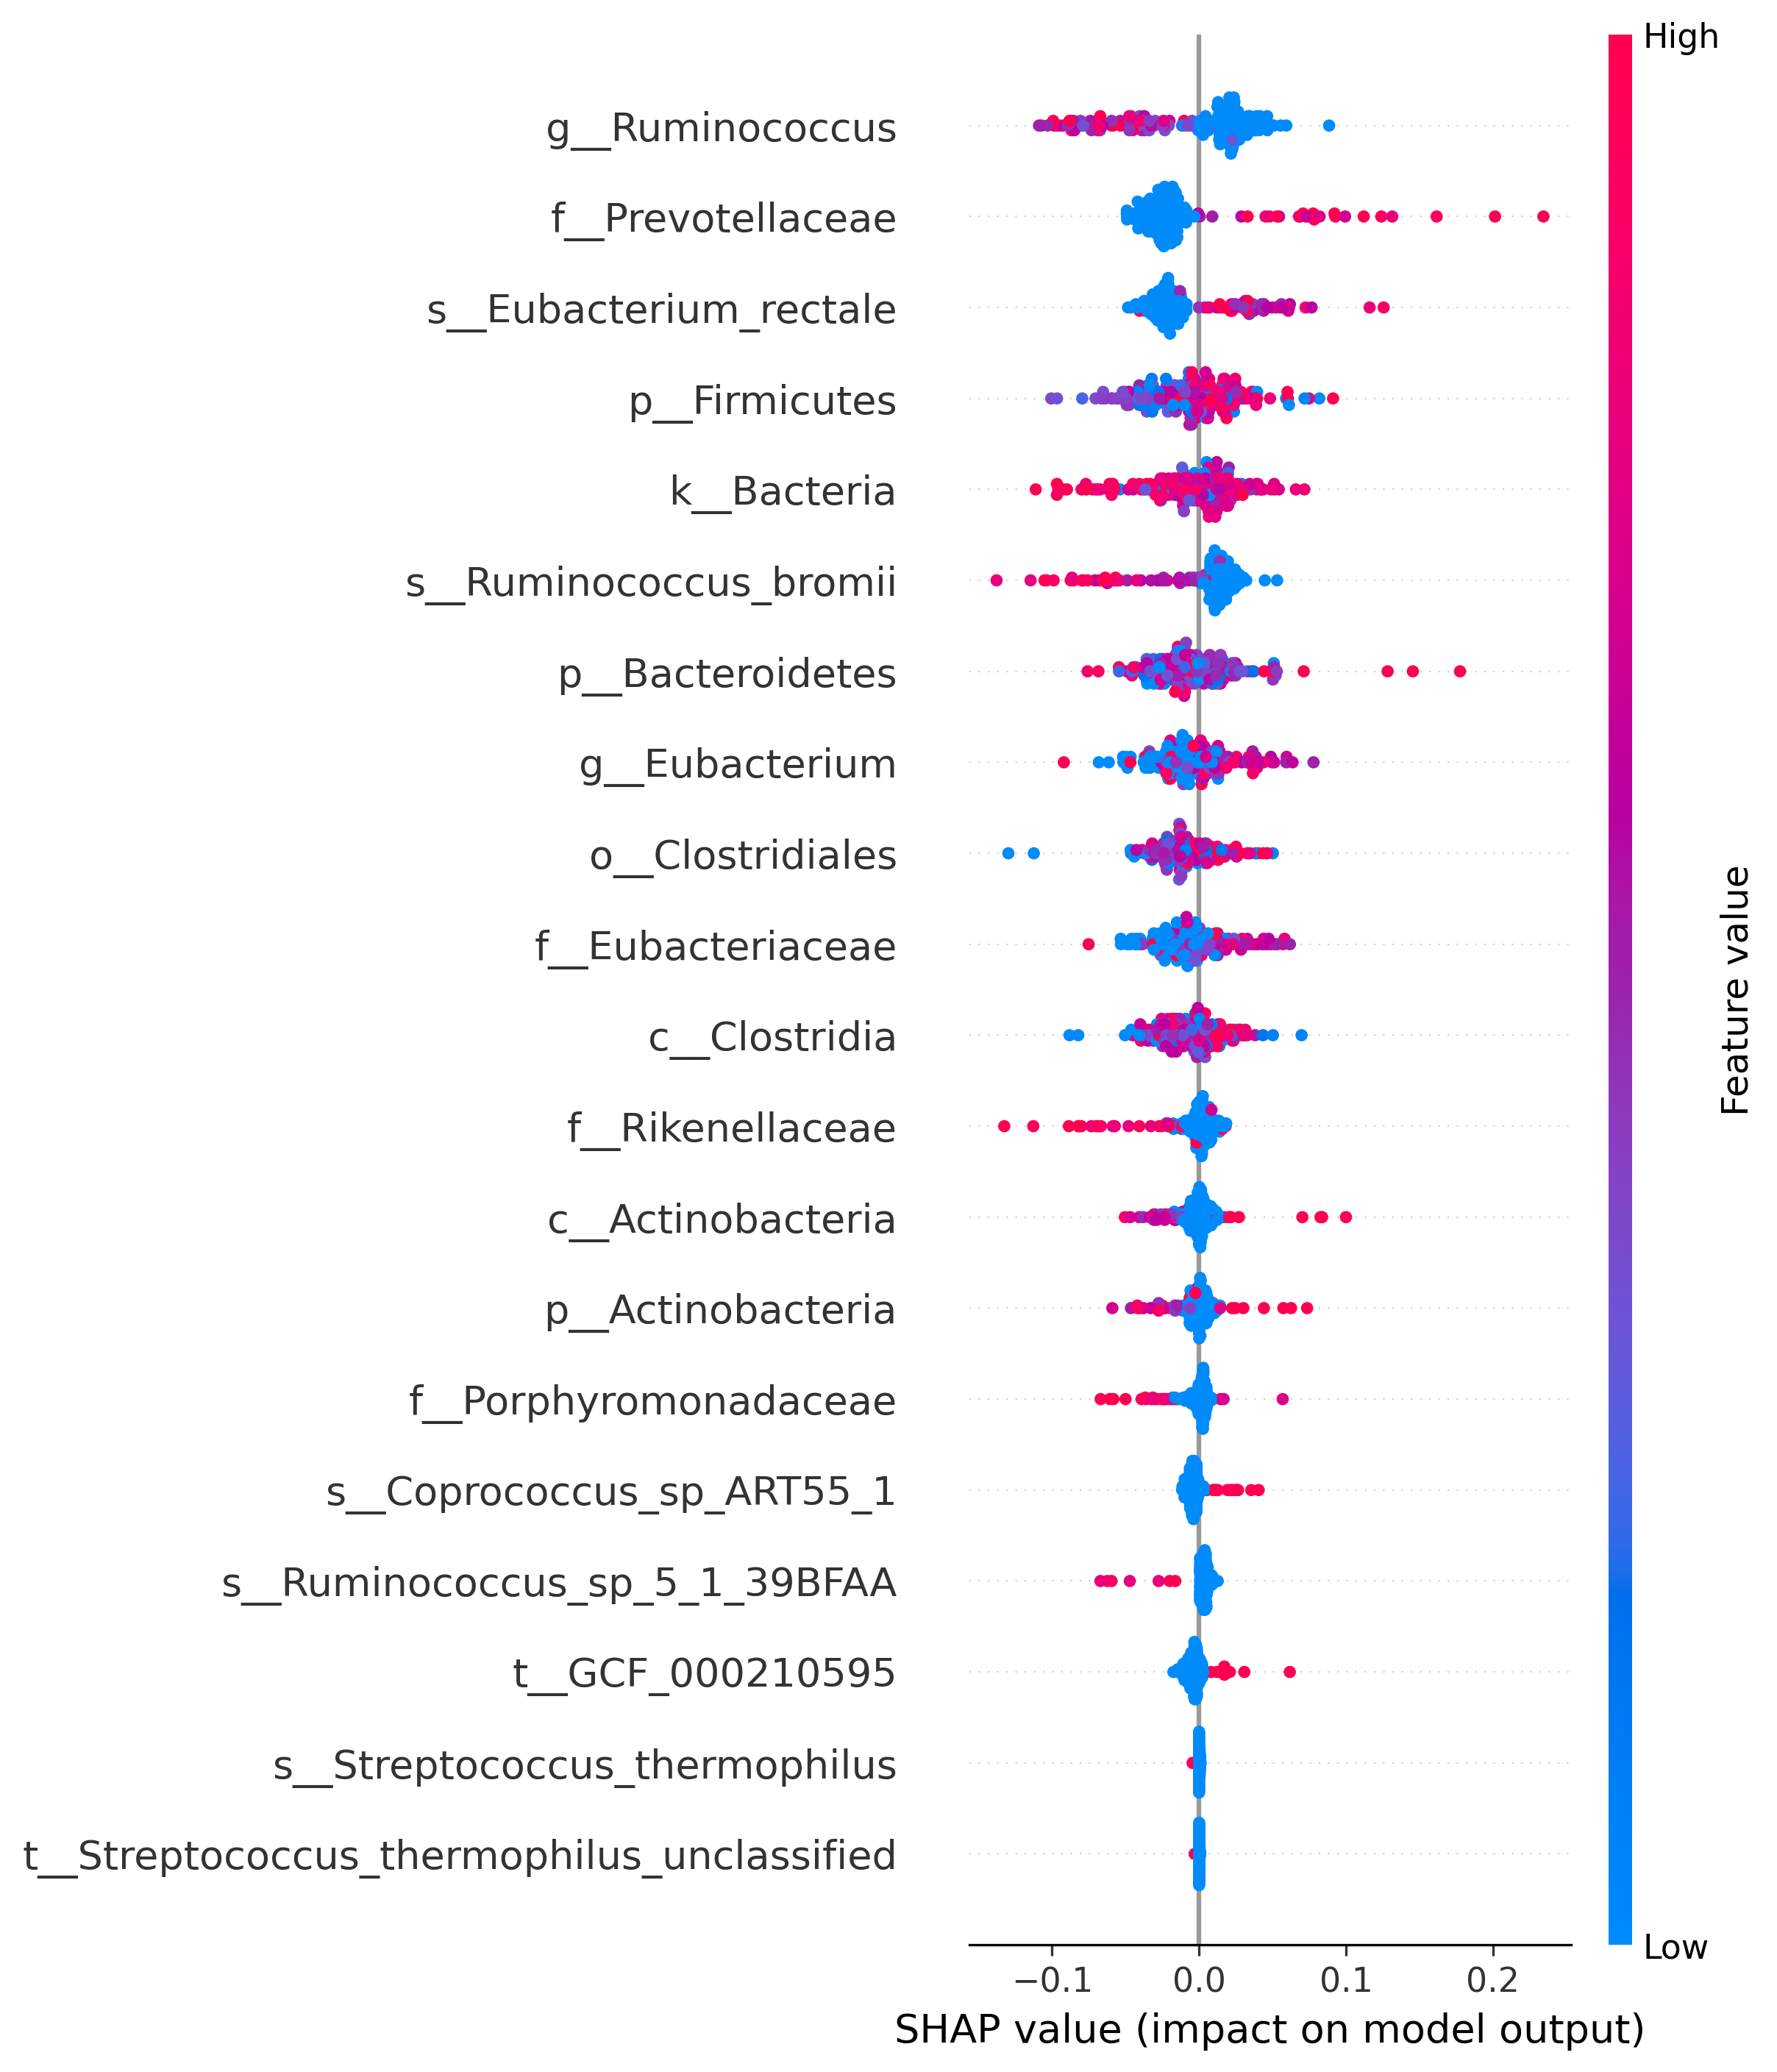 High
g__Ruminococcus
f__Prevotellaceae
s__Eubacterium_rectale
p__Firmicutes
k__Bacteria
s__Ruminococcus_bromii
p__Bacteroidetes
g__Eubacterium
o__Clostridiales
f__Eubacteriaceae
c__Clostridia
f__Rikenellaceae
c__Actinobacteria
p__Actinobacteria
f__Porphyromonadaceae
s__Coprococcus_sp_ART55_1
s__Ruminococcus_sp_5_1_39BFAA
t__GCF_000210595
s__Streptococcus_thermophilus
t__Streptococcus_thermophilus_unclassified
Feature value
Low
−0.1 0.0 0.1 0.2
SHAP value (impact on model output)